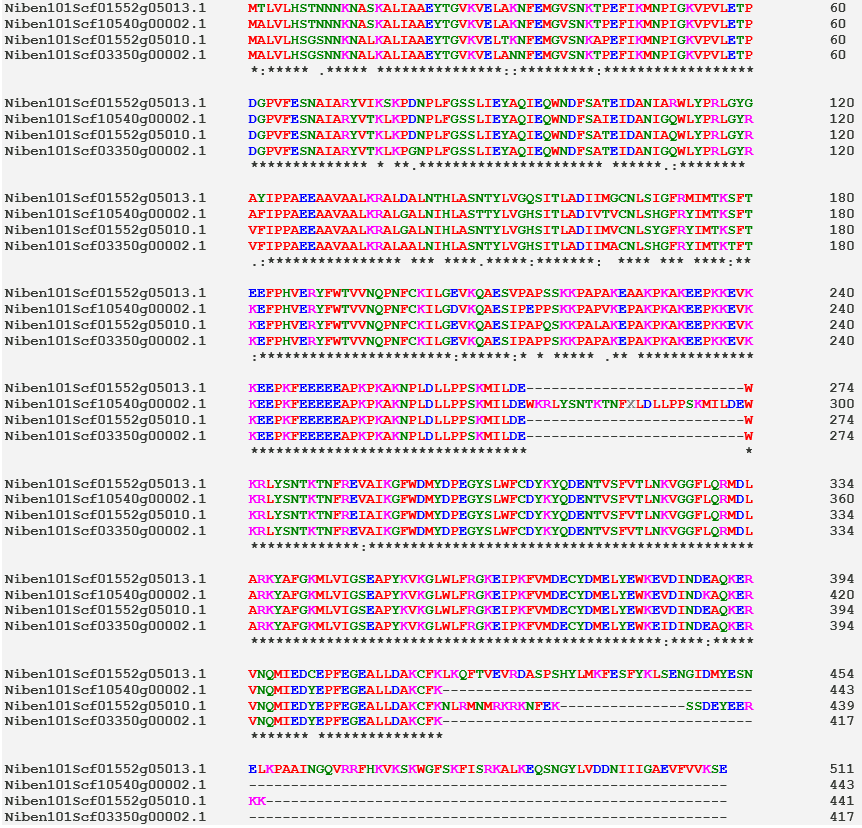 Niben101Scf01552g05013.1 MTLVLHSTNNNKNASKALIAAEYTGVKVELAKNFEMGVSNKTPEFIKMNPIGKVPVLETP 60
Niben101Scf10540g00002.1 MALVLHSTNNNKNASKALIAAEYTGVKVELAKNFEMGVSNKTPEFIKMNPIGKVPVLETP 60
Niben101Scf01552g05010.1 MALVLHSGSNNKNALKALIAAEYTGVKVELTKNFEMGVSNKAPEFIKMNPIGKVPVLETP 60
Niben101Scf03350g00002.1 MALVLHSGSNNKNALKALIAAEYTGVKVELANNFEMGVSNKTPEFIKMNPIGKVPVLETP 60
*:***** .***** ***************::*********:******************
Niben101Scf01552g05013.1 DGPVFESNAIARYVIKSKPDNPLFGSSLIEYAQIEQWNDFSATEIDANIARWLYPRLGYG 120
Niben101Scf10540g00002.1 DGPVFESNAIARYVTKLKPDNPLFGSSLIEYAQIEQWNDFSAIEIDANIGQWLYPRLGYR 120
Niben101Scf01552g05010.1 DGPVFESNAIARYVTKLKPDNPLFGSSLIEYAQIEQWNDFSATEIDANIAQWLYPRLGYR 120
Niben101Scf03350g00002.1 DGPVFESNAIARYVTKLKPGNPLFGSSLIEYAQIEQWNDFSATEIDANIGQWLYPRLGYR 120
************** * **.********************** ******.:********
Niben101Scf01552g05013.1 AYIPPAEEAAVAALKRALDALNTHLASNTYLVGQSITLADIIMGCNLSIGFRMIMTKSFT 180
Niben101Scf10540g00002.1 AFIPPAEEAAVAALKRALGALNTHLASTTYLVGHSITLADIVTVCNLSHGFRYIMTKSFT 180
Niben101Scf01552g05010.1 VFIPPAEEAAVAALKRALGALNIHLASNTYLVGHSITLADIIMVCNLSYGFRYIMTKSFT 180
Niben101Scf03350g00002.1 VFIPPAEEAAVAALKRALAALNIHLASNTYLVGHSITLADIIMACNLSHGFRYIMTKTFT 180
.:**************** *** ****.*****:*******:  **** *** ****:**
Niben101Scf01552g05013.1 EEFPHVERYFWTVVNQPNFCKILGEVKQAESVPAPSSKKPAPAKEAAKPKAKEEPKKEVK 240
Niben101Scf10540g00002.1 KEFPHVERYFWTVVNQPNFCKILGDVKQAESIPEPPSKKPAPVKEPAKPKAKEEPKKEVK 240
Niben101Scf01552g05010.1 KEFPHVERYFWTVVNQPNFCKILGEVKQAESIPAPQSKKPALAKEPAKPKAKEEPKKEVK 240
Niben101Scf03350g00002.1 KEFPHVERYFWTVVNQPNFCKILGEVKQAESIPAPPSKKPAPAKEPAKPKAKEEPKKEVK 240
:***********************:******:* * ***** .** **************
Niben101Scf01552g05013.1 KEEPKFEEEEEAPKPKAKNPLDLLPPSKMILDE--------------------------W 274
Niben101Scf10540g00002.1 KEEPKFEEEEEAPKPKAKNPLDLLPPSKMILDEWKRLYSNTKTNFXLDLLPPSKMILDEW 300
Niben101Scf01552g05010.1 KEEPKFEEEEEAPKPKAKNPLDLLPPSKMILDE--------------------------W 274
Niben101Scf03350g00002.1 KEEPKFEEEEEAPKPKAKNPLDLLPPSKMILDE--------------------------W 274
*********************************                          *
Niben101Scf01552g05013.1 KRLYSNTKTNFREVAIKGFWDMYDPEGYSLWFCDYKYQDENTVSFVTLNKVGGFLQRMDL 334
Niben101Scf10540g00002.1 KRLYSNTKTNFREVAIKGFWDMYDPEGYSLWFCDYKYQDENTVSFVTLNKVGGFLQRMDL 360
Niben101Scf01552g05010.1 KRLYSNTKTNFREIAIKGFWDMYDPEGYSLWFCDYKYQDENTVSFVTLNKVGGFLQRMDL 334
Niben101Scf03350g00002.1 KRLYSNTKTNFREVAIKGFWDMYDPEGYSLWFCDYKYQDENTVSFVTLNKVGGFLQRMDL 334
*************:**********************************************
Niben101Scf01552g05013.1 ARKYAFGKMLVIGSEAPYKVKGLWLFRGKEIPKFVMDECYDMELYEWKEVDINDEAQKER 394
Niben101Scf10540g00002.1 ARKYAFGKMLVIGSEAPYKVKGLWLFRGKEIPKFVMDECYDMELYEWKEVDINDKAQKER 420
Niben101Scf01552g05010.1 ARKYAFGKMLVIGSEAPYKVKGLWLFRGKEIPKFVMDECYDMELYEWKEVDINDEAQKER 394
Niben101Scf03350g00002.1 ARKYAFGKMLVIGSEAPYKVKGLWLFRGKEIPKFVMDECYDMELYEWKEIDINDEAQKER 394
*************************************************:****:*****
Niben101Scf01552g05013.1 VNQMIEDCEPFEGEALLDAKCFKLKQFTVEVRDASPSHYLMKFESFYKLSENGIDMYESN 454
Niben101Scf10540g00002.1 VNQMIEDYEPFEGEALLDAKCFK------------------------------------- 443
Niben101Scf01552g05010.1 VNQMIEDYEPFEGEALLDAKCFKNLRMNMRKRKNFEK---------------SSDEYEER 439
Niben101Scf03350g00002.1 VNQMIEDYEPFEGEALLDAKCFK------------------------------------- 417
******* ***************
Niben101Scf01552g05013.1 ELKPAAINGQVRRFHKVKSKWGFSKFISRKALKEQSNGYLVDDNIIIGAEVFVVKSE 511
Niben101Scf10540g00002.1 --------------------------------------------------------- 443
Niben101Scf01552g05010.1 KK------------------------------------------------------- 441
Niben101Scf03350g00002.1 --------------------------------------------------------- 417